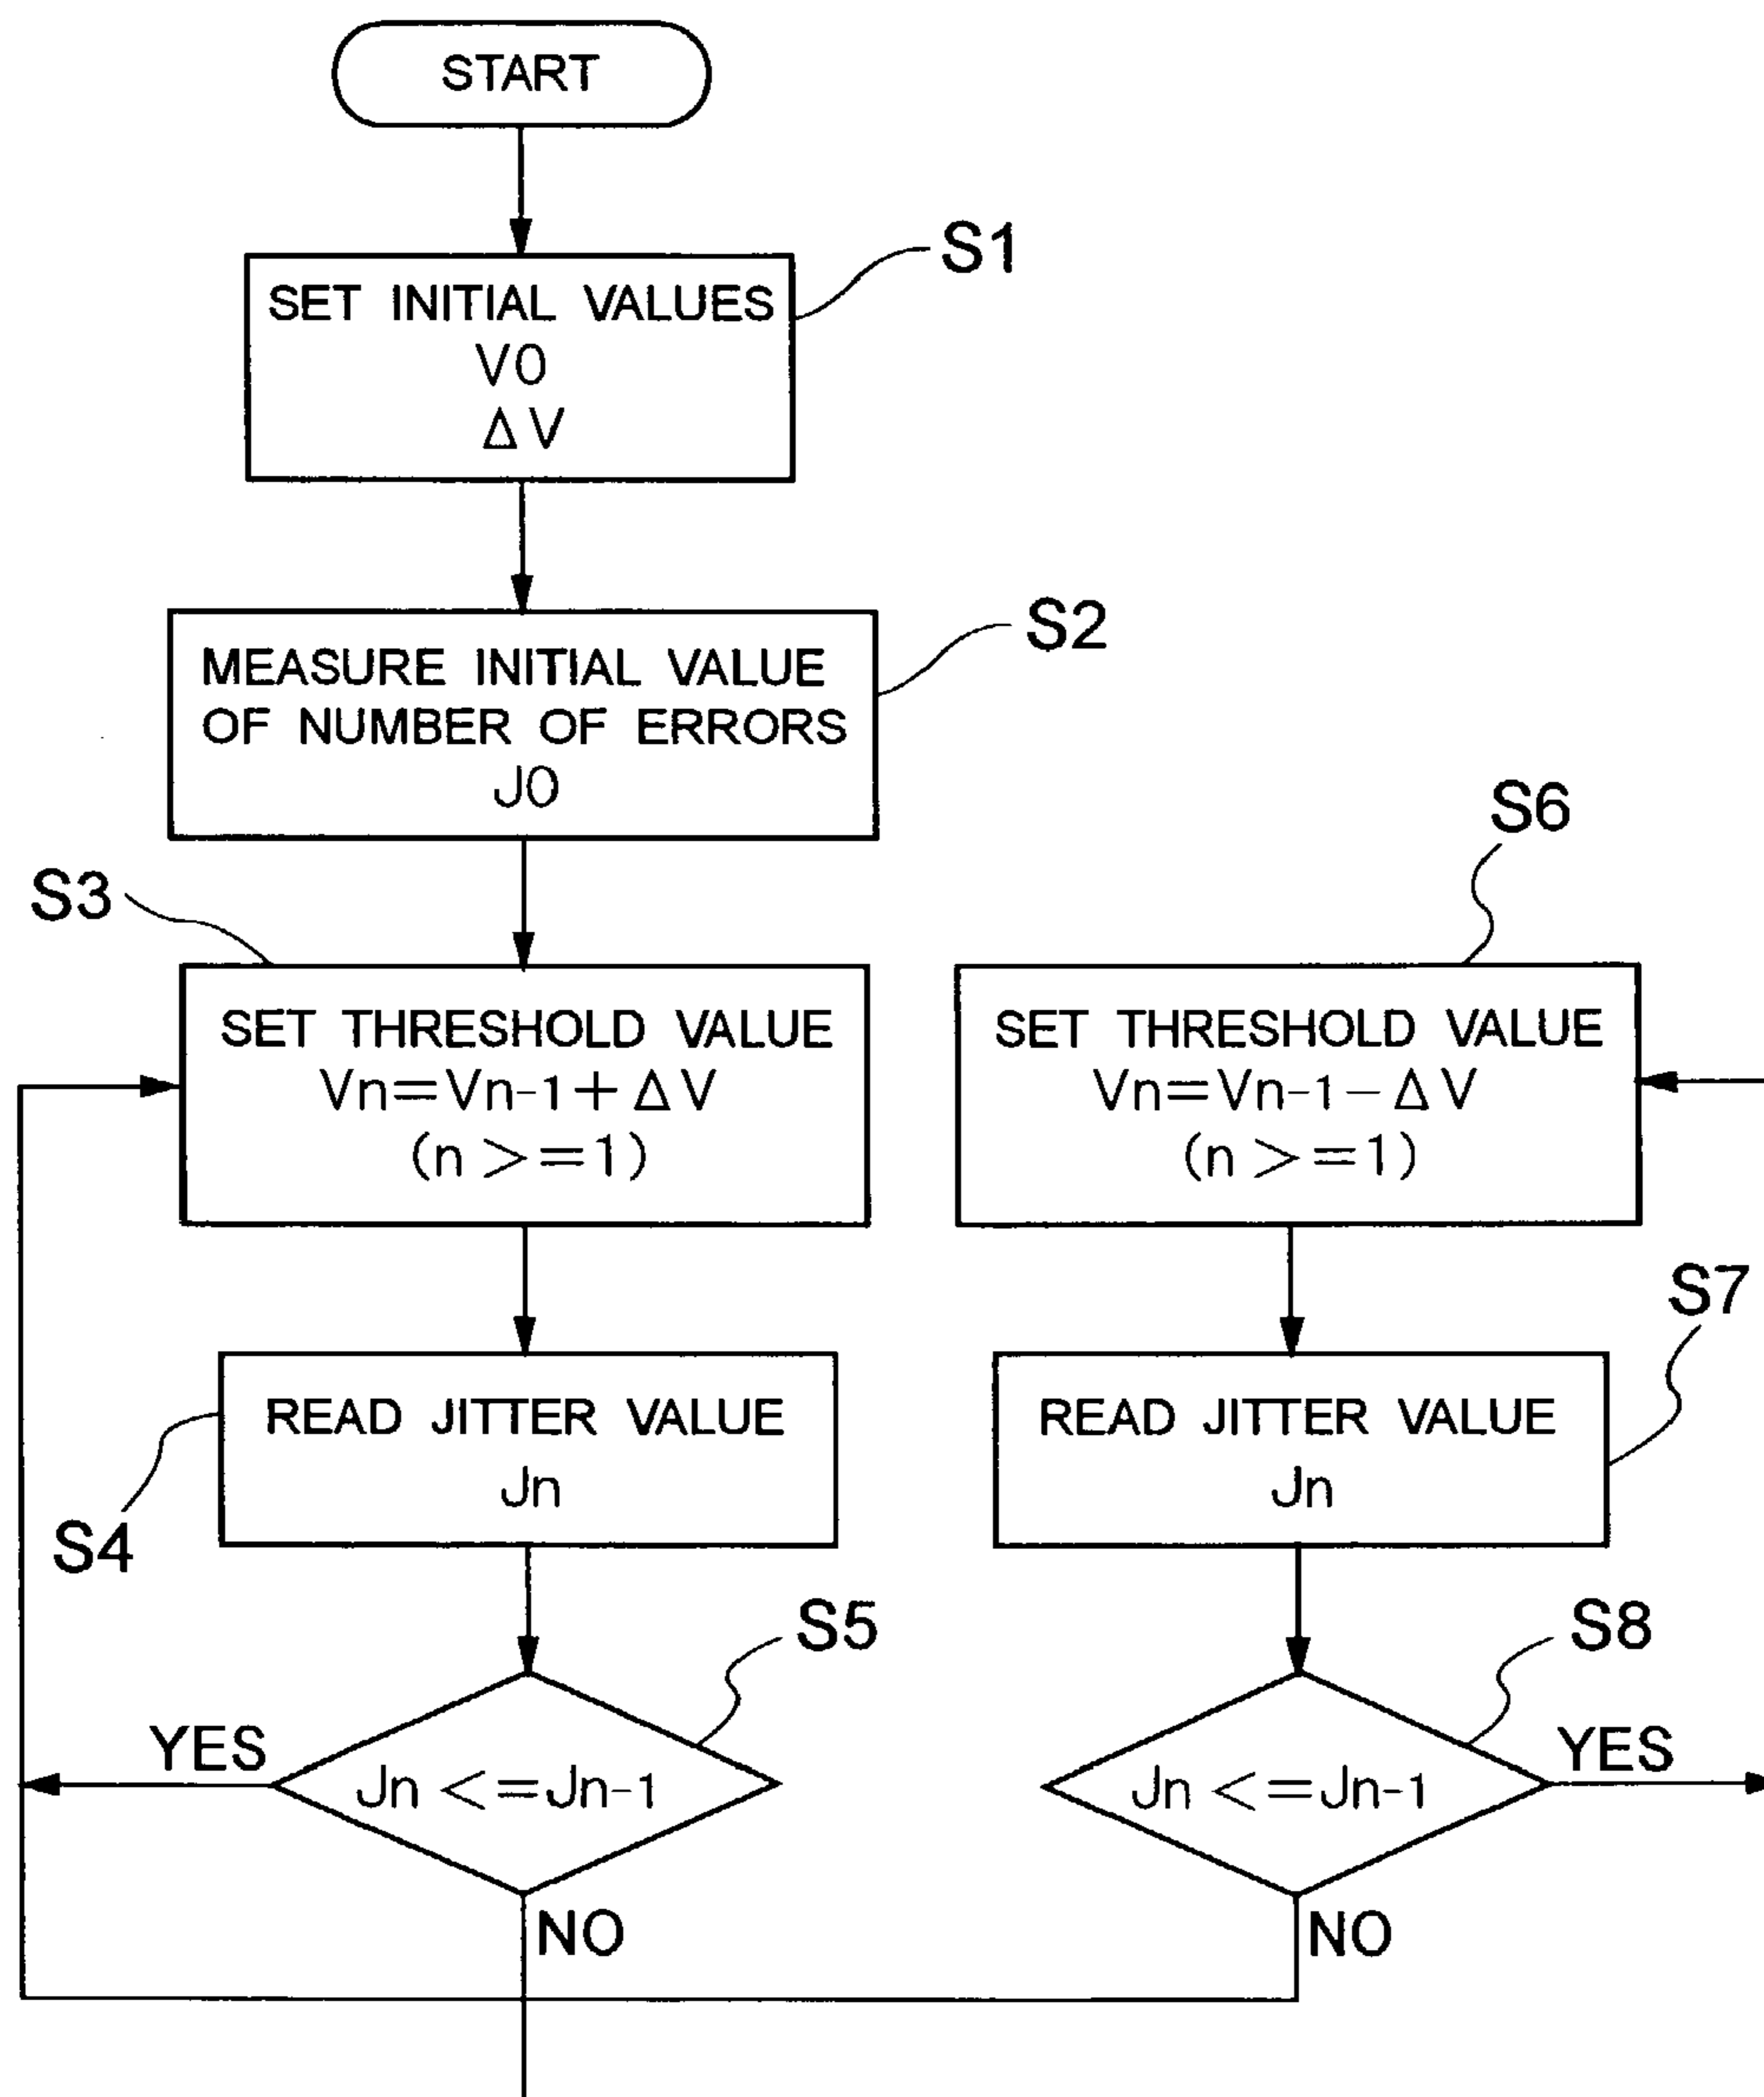 START
S1
SET INITIAL VALUES
V0
ΔV
S2
MEASURE INITIAL VALUE
OF NUMBER OF ERRORS
J0
S3
SET THRESHOLD VALUE
Vn=Vn-1+ΔV
(n>=1)
S4
READ JITTER VALUE
Jn
S5
Jn<=Jn-1
YES
NO
S6
SET THRESHOLD VALUE
Vn=Vn-1-ΔV
(n>=1)
S7
READ JITTER VALUE
Jn
S8
Jn<=Jn-1
YES
NO